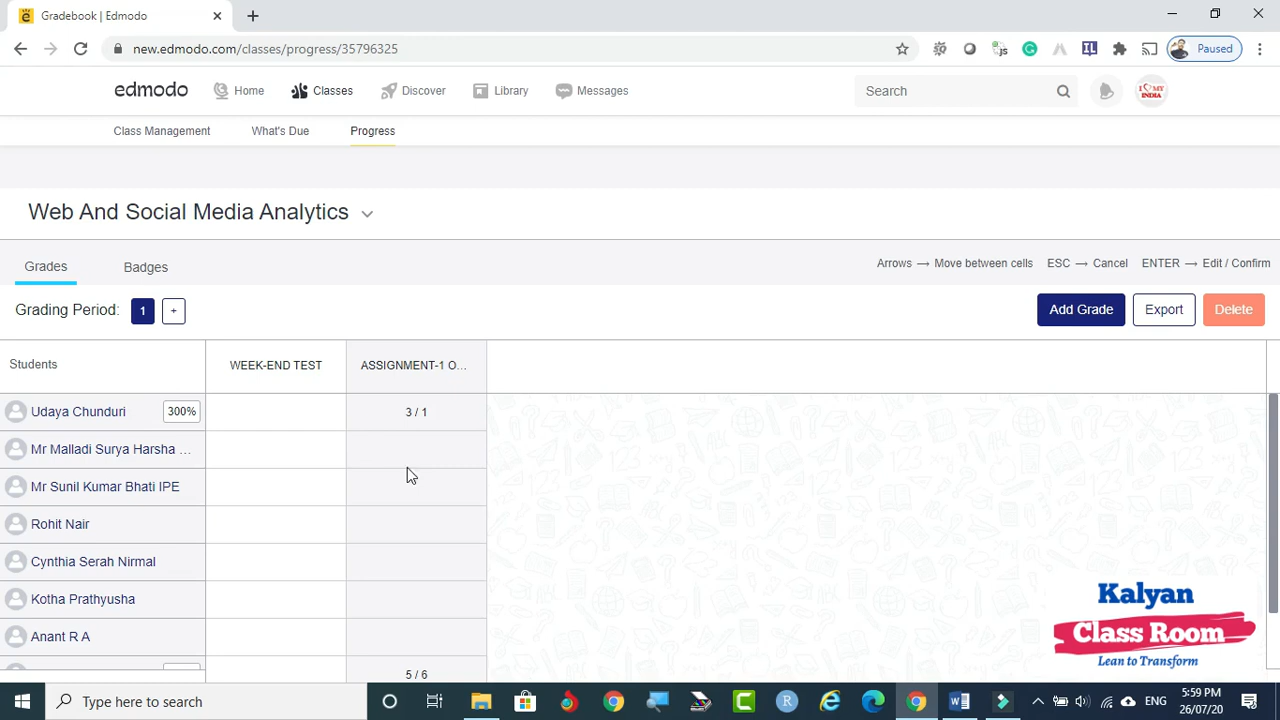 Gradebook | Edmodo
new.edmodo.com/classes/progress/35796325
Paused
edmodo Home Classes Discover Library Messages Search
I ♥ MY INDIA
Class Management What's Due Progress
Web And Social Media Analytics
Grades Badges Arrows → Move between cells ESC → Cancel ENTER → Edit / Confirm
Grading Period: 1 + Add Grade Export Delete
Students WEEK-END TEST ASSIGNMENT-1 O...
Udaya Chunduri 300% 3 / 1
Mr Malladi Surya Harsha ...
Mr Sunil Kumar Bhati IPE
Rohit Nair
Cynthia Serah Nirmal
Kotha Prathyusha
Anant R A
5 / 6
Kalyan
Class Room
Lean to Transform
Type here to search
ENG
5:59 PM
26/07/20